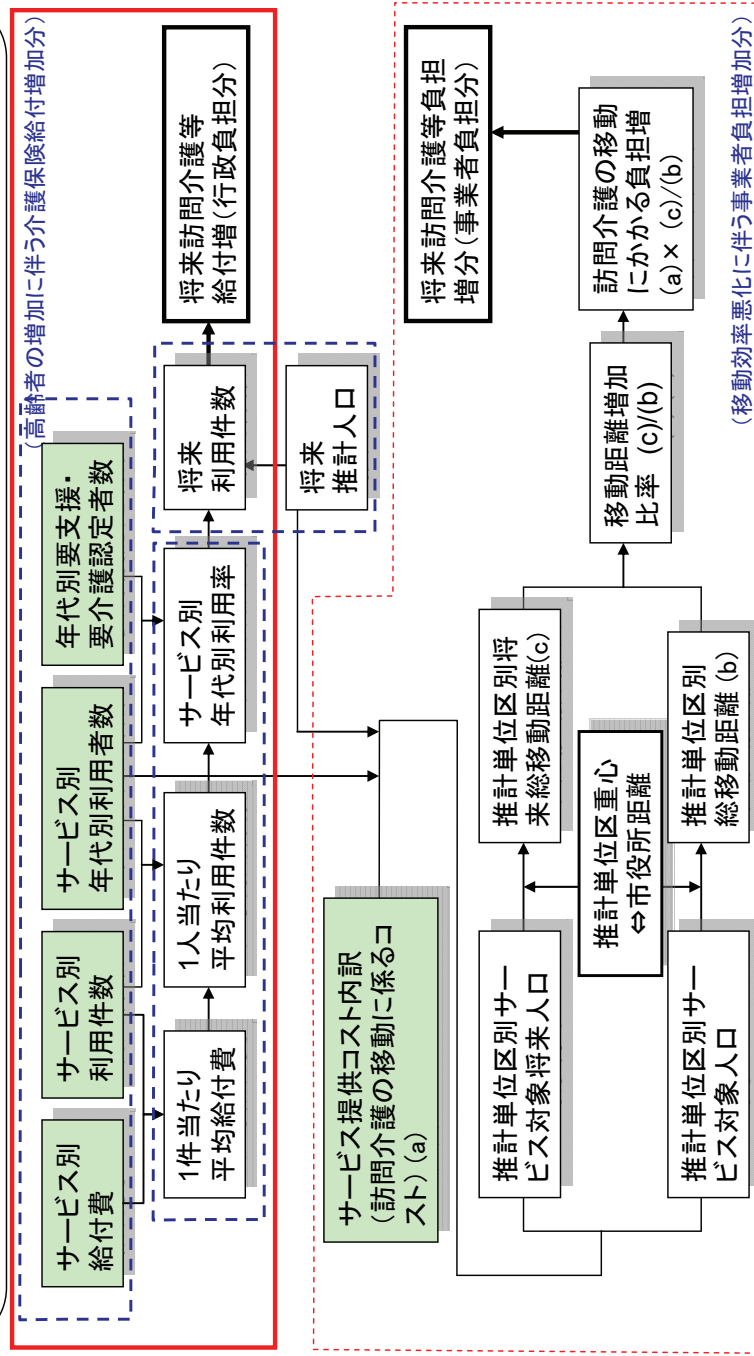 (高齢者の増加に伴う介護保険給付増加分)
サービス別
給付費
サービス別
利用件数
サービス別
年代別利用者数
年代別要支援・
要介護認定者数
1件当たり
平均給付費
1人当たり
平均利用件数
サービス別
年代別利用率
将来
利用件数
将来訪問介護等
給付増(行政負担分)
将来
推計人口
サービス提供コスト内訳
(訪問介護の移動に係るコ
スト)(a)
推計単位区別サー
ビス対象将来人口
推計単位区別将
来総移動距離(c)
推計単位区重心
⇔市役所距離
推計単位区別サー
ビス対象人口
推計単位区別
総移動距離(b)
移動距離増加
比率 (c)/(b)
訪問介護の移動
にかかる負担増
(a)× (c)/(b)
将来訪問介護等負担
増分(事業者負担分)
(移動効率悪化に伴う事業者負担増加分)